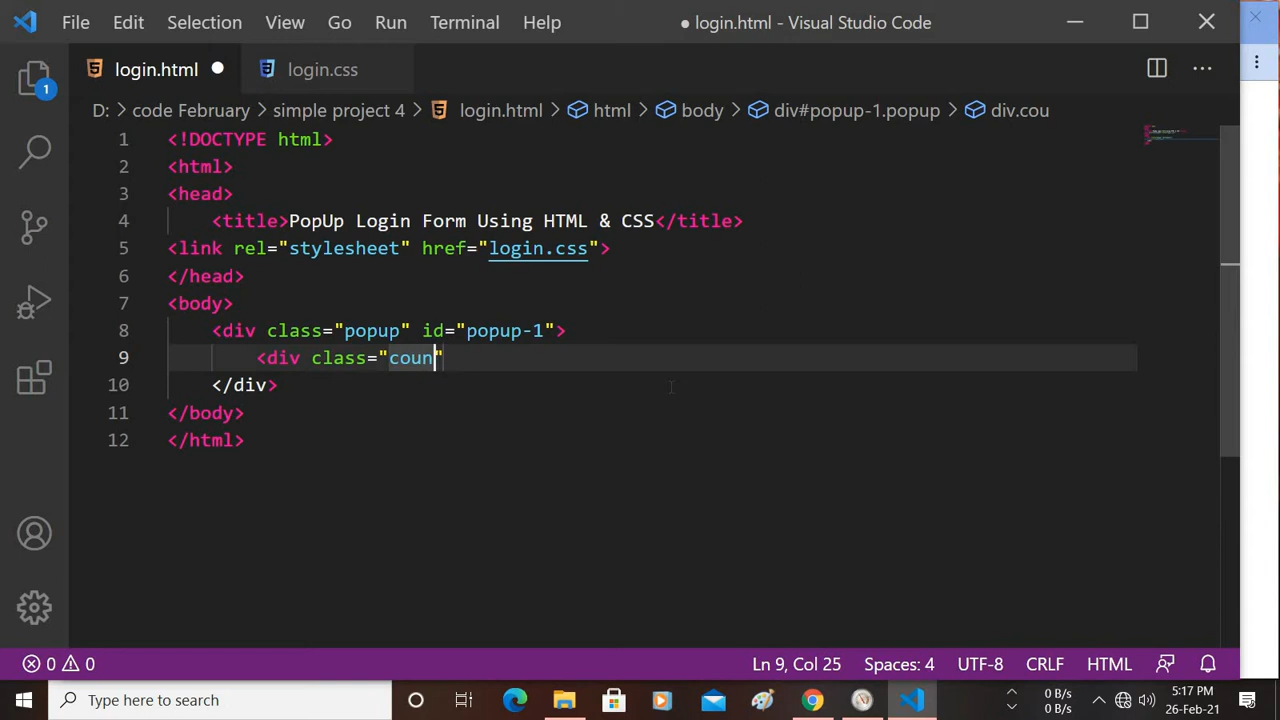 File Edit Selection View Go Run Terminal Help ● login.html - Visual Studio Code
login.html ● login.css
1
D: > code February > simple project 4 > login.html > html > body > div#popup-1.popup > div.cou
1 <!DOCTYPE html>
2 <html>
3 <head>
4 <title>PopUp Login Form Using HTML & CSS</title>
5 <link rel="stylesheet" href="login.css">
6 </head>
7 <body>
8 <div class="popup" id="popup-1">
9 <div class="coun"
10 </div>
11 </body>
12 </html>
0 0 Ln 9, Col 25 Spaces: 4 UTF-8 CRLF HTML
Type here to search
0 B/s 5:17 PM
0 B/s 26-Feb-21